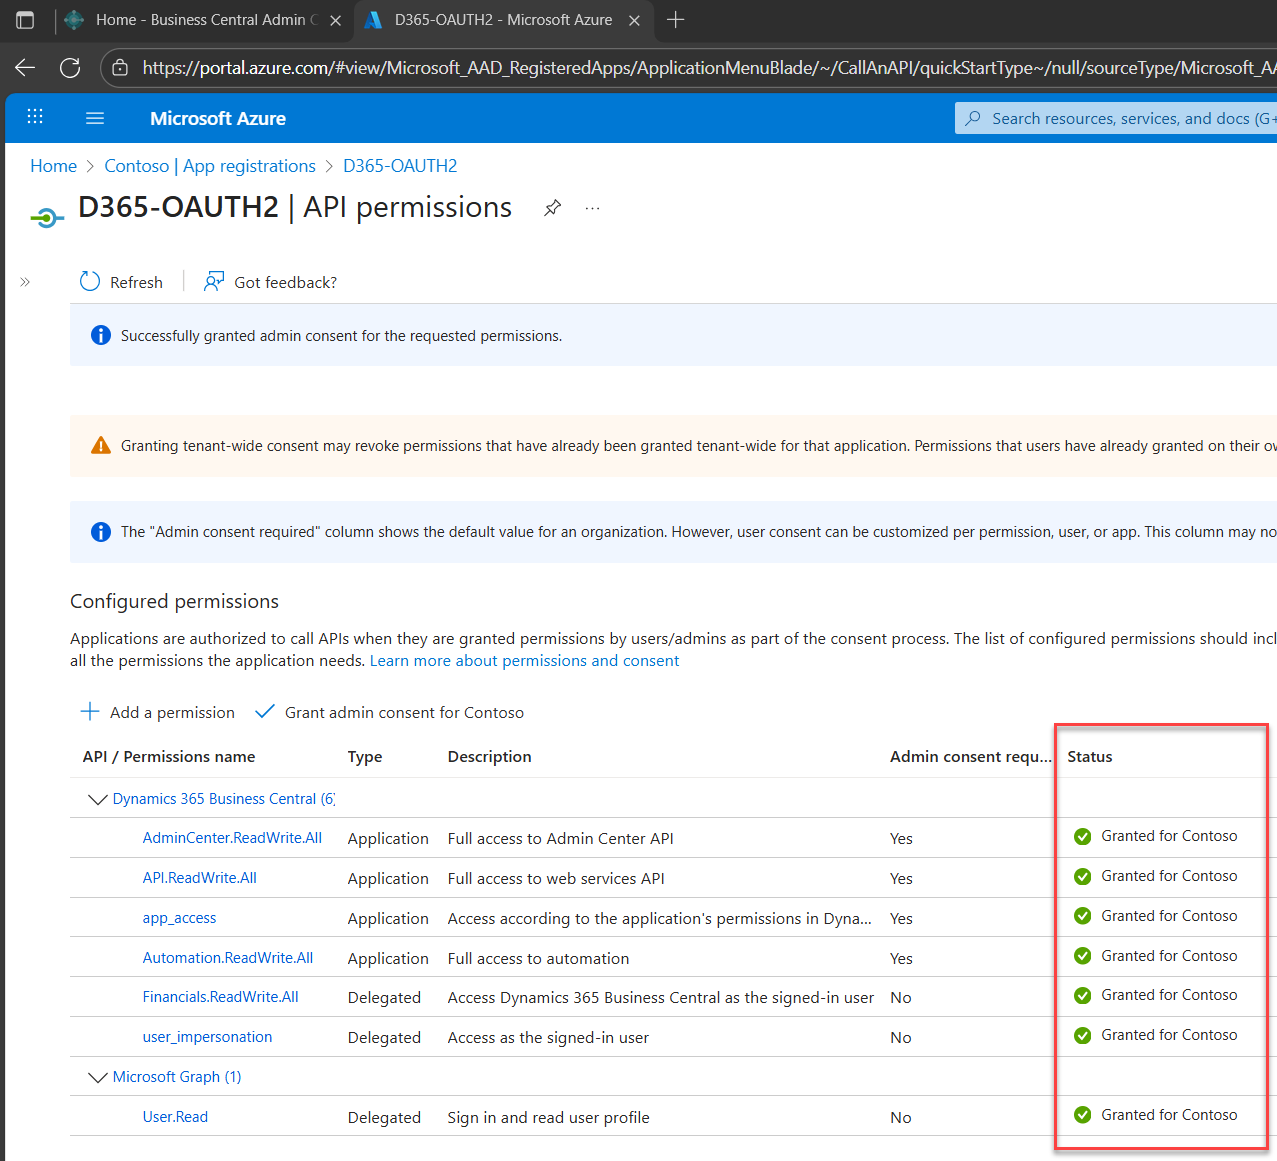 Home - Business Central Admin C
D365-OAUTH2 - Microsoft Azure
https://portal.azure.com/#view/Microsoft_AAD_RegisteredApps/ApplicationMenuBlade/~/CallAnAPI/quickStartType~/null/sourceType/Microsoft_AA
Microsoft Azure
Search resources, services, and docs (G+
Home > Contoso | App registrations > D365-OAUTH2
D365-OAUTH2 | API permissions
Refresh
Got feedback?
Successfully granted admin consent for the requested permissions.
Granting tenant-wide consent may revoke permissions that have already been granted tenant-wide for that application. Permissions that users have already granted on their ow
The "Admin consent required" column shows the default value for an organization. However, user consent can be customized per permission, user, or app. This column may no
Configured permissions
Applications are authorized to call APIs when they are granted permissions by users/admins as part of the consent process. The list of configured permissions should incl
all the permissions the application needs. Learn more about permissions and consent
Add a permission
Grant admin consent for Contoso
API / Permissions name Type Description Admin consent requ... Status
Dynamics 365 Business Central (6)
AdminCenter.ReadWrite.All Application Full access to Admin Center API Yes Granted for Contoso
API.ReadWrite.All Application Full access to web services API Yes Granted for Contoso
app_access Application Access according to the application's permissions in Dyna... Yes Granted for Contoso
Automation.ReadWrite.All Application Full access to automation Yes Granted for Contoso
Financials.ReadWrite.All Delegated Access Dynamics 365 Business Central as the signed-in user No Granted for Contoso
user_impersonation Delegated Access as the signed-in user No Granted for Contoso
Microsoft Graph (1)
User.Read Delegated Sign in and read user profile No Granted for Contoso